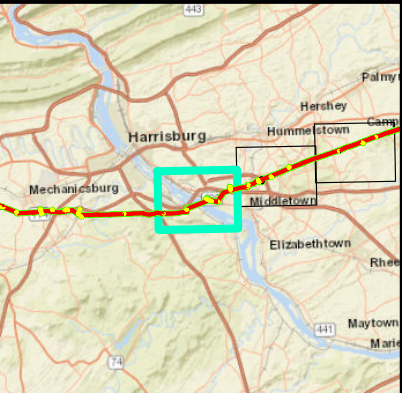 443
Palmy
Hershey
Harrisburg
Hummelstown
Camp
Mechanicsburg
Middletown
Elizabethtown
Rhee
441
Maytown
Marie
74